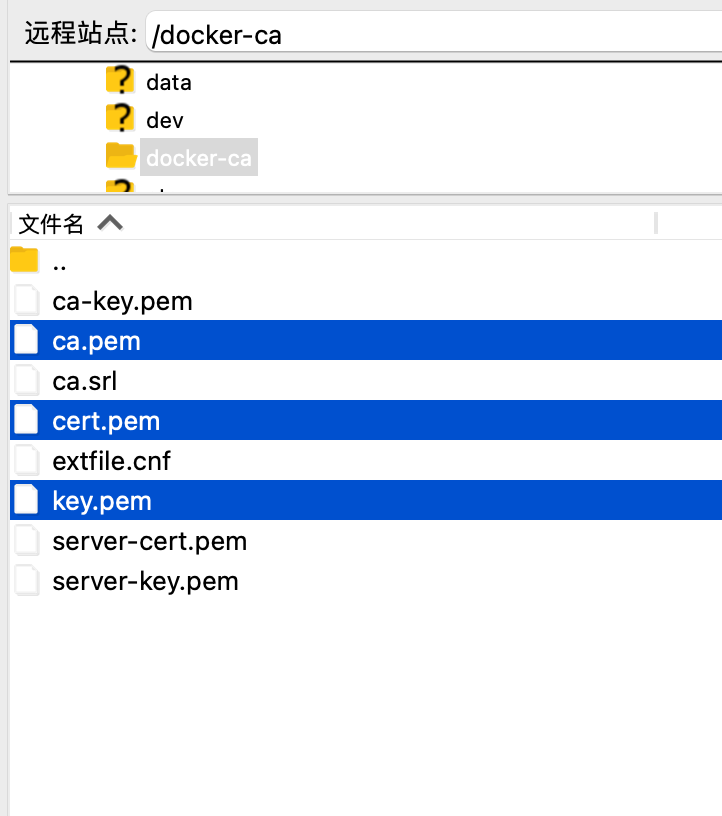 远程站点: /docker-ca
data
dev
docker-ca
文件名
..
ca-key.pem
ca.pem
ca.srl
cert.pem
extfile.cnf
key.pem
server-cert.pem
server-key.pem